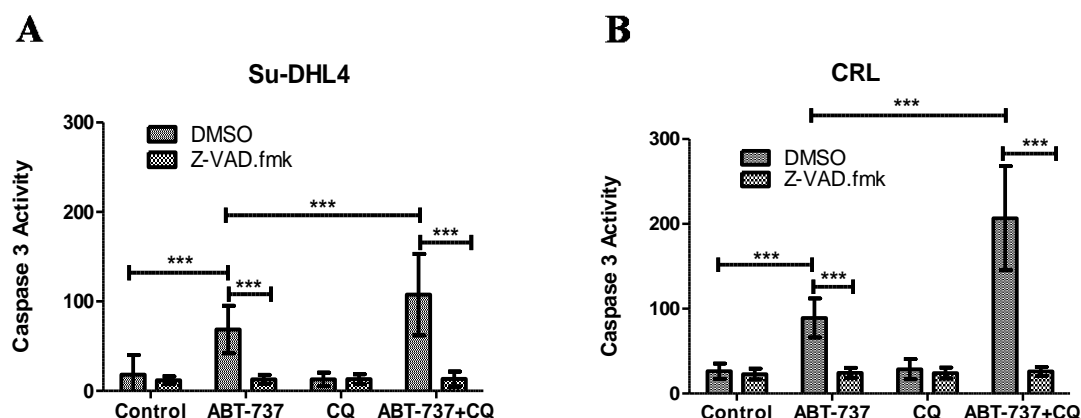 A
Su-DHL4
Caspase 3 Activity
300
200
100
0
DMSO
Z-VAD.fmk
***
***
***
***
Control ABT-737 CQ ABT-737+CQ
B
CRL
Caspase 3 Activity
300
200
100
0
DMSO
Z-VAD.fmk
***
***
***
***
Control ABT-737 CQ ABT-737+CQ